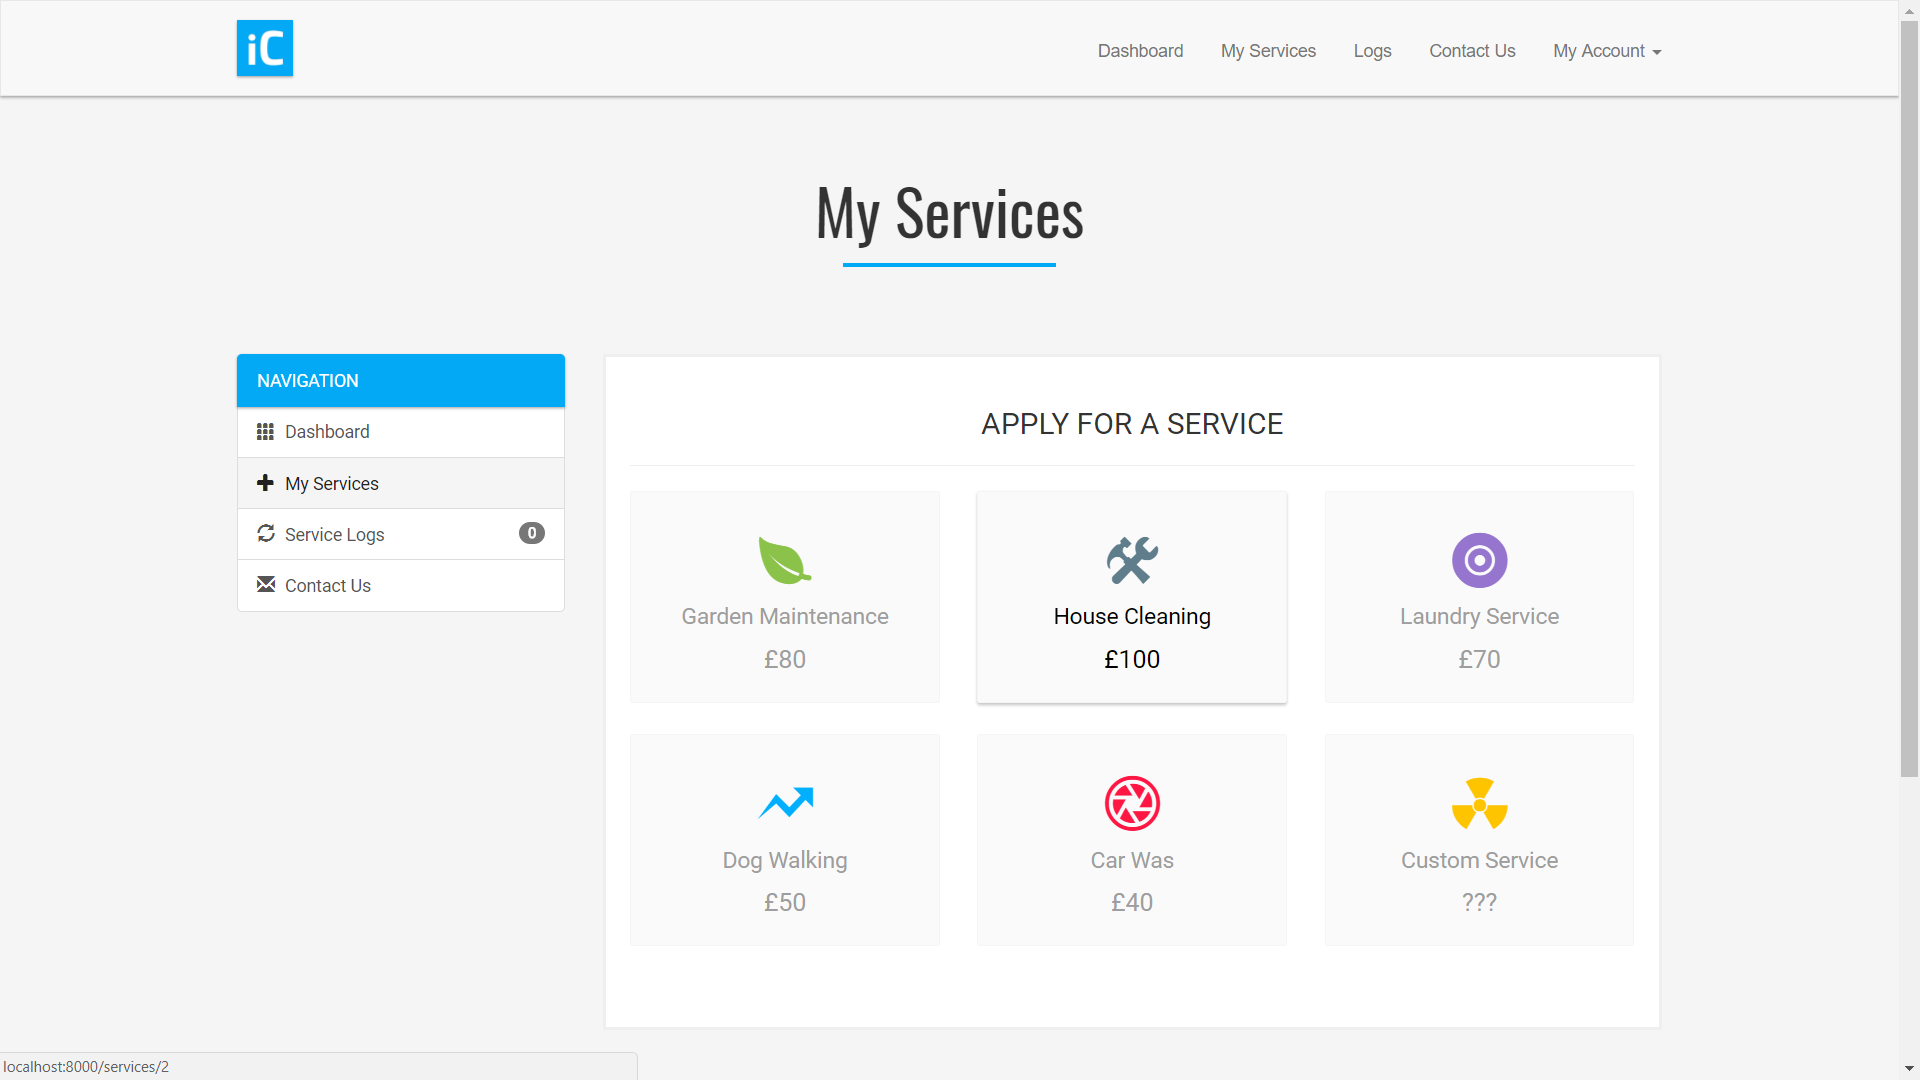 iC
Dashboard My Services Logs Contact Us My Account
My Services
NAVIGATION
Dashboard
My Services
Service Logs 0
Contact Us
APPLY FOR A SERVICE
Garden Maintenance
£80
House Cleaning
£100
Laundry Service
£70
Dog Walking
£50
Car Was
£40
Custom Service
???
localhost:8000/services/2